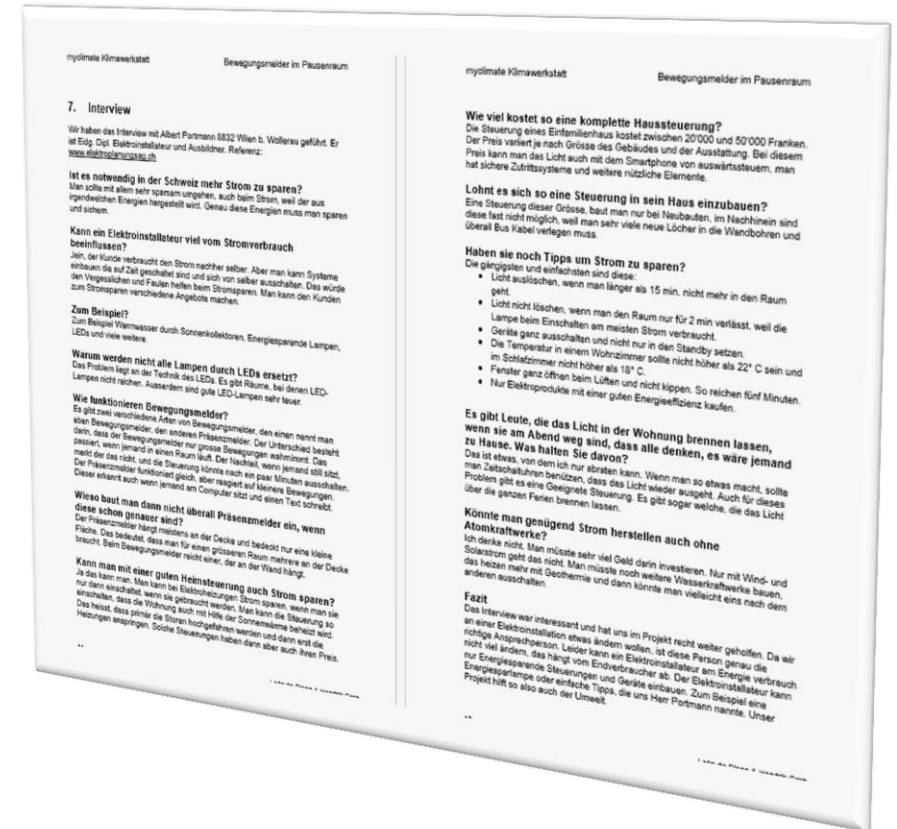 myclimate Klimawerkstatt
Bewegungsmelder im Pausenraum
7. Interview
Wir haben das Interview mit Albert Portmann 8832 Wilen b. Wollerau geführt. Er
ist Eidg. Dipl. Elektroinstallateur und Ausbildner. Referenz:
www.elektroplanungsag.ch
Ist es notwendig in der Schweiz mehr Strom zu sparen?
Man sollte mit allem sehr sparsam umgehen, auch beim Strom, weil der aus
irgendwelchen Energien hergestellt wird. Genau diese Energien muss man sparen
und sichern.
Kann ein Elektroinstallateur viel vom Stromverbrauch
beeinflussen?
Jein, der Kunde verbraucht den Strom nachher selber. Aber man kann Systeme
einbauen die auf Zeit geschaltet sind und sich von selber ausschalten. Das würde
den Vergesslichen und Faulen helfen beim Stromsparen. Man kann den Kunden
zum Stromsparen verschiedene Angebote machen.
Zum Beispiel?
Zum Beispiel Warmwasser durch Sonnenkollektoren, Energiesparende Lampen,
LEDs und viele weitere.
Warum werden nicht alle Lampen durch LEDs ersetzt?
Das Problem liegt an der Technik des LEDs. Es gibt Räume, bei denen LED-
Lampen nicht reichen. Ausserdem sind gute LED-Lampen sehr teuer.
Wie funktionieren Bewegungsmelder?
Es gibt zwei verschiedene Arten von Bewegungsmelder, den einen nennt man
eben Bewegungsmelder, den anderen Präsenzmelder. Der Unterschied besteht
darin, dass der Bewegungsmelder nur grosse Bewegungen wahrnimmt. Das
passiert, wenn jemand in einen Raum läuft. Der Nachteil, wenn jemand still sitzt,
merkt der das nicht, und die Steuerung könnte nach ein paar Minuten ausschalten.
Der Präsenzmelder funktioniert gleich, aber reagiert auf kleinere Bewegungen.
Dieser erkennt auch wenn jemand am Computer sitzt und einen Text schreibt.
Wieso baut man dann nicht überall Präsenzmelder ein, wenn
diese schon genauer sind?
Der Präsenzmelder hängt meistens an der Decke und bedeckt nur eine kleine
Fläche. Das bedeutet, dass man für einen grösseren Raum mehrere an der Decke
braucht. Beim Bewegungsmelder reicht einer, der an der Wand hängt.
Kann man mit einer guten Heimsteuerung auch Strom sparen?
Ja das kann man. Man kann bei Elektroheizungen Strom sparen, wenn man sie
nur dann einschaltet, wenn sie gebraucht werden. Man kann die Steuerung so
einschalten, dass die Wohnung auch mit Hilfe der Sonnenwärme beheizt wird.
Das heisst, dass primär die Storen hochgefahren werden und dann erst die
Heizungen anspringen. Solche Steuerungen haben dann aber auch ihren Preis.
myclimate Klimawerkstatt
Bewegungsmelder im Pausenraum
Wie viel kostet so eine komplette Haussteuerung?
Die Steuerung eines Einfamilienhaus kostet zwischen 20'000 und 50'000 Franken.
Der Preis variiert je nach Grösse des Gebäudes und der Ausstattung. Bei diesem
Preis kann man das Licht auch mit dem Smartphone von auswärtssteuern, man
hat sichere Zutrittssysteme und weitere nützliche Elemente.
Lohnt es sich so eine Steuerung in sein Haus einzubauen?
Eine Steuerung dieser Grösse, baut man nur bei Neubauten, im Nachhinein sind
diese fast nicht möglich, weil man sehr viele neue Löcher in die Wandbohren und
überall Bus Kabel verlegen muss.
Haben sie noch Tipps um Strom zu sparen?
Die gängigsten und einfachsten sind diese:
• Licht auslöschen, wenn man länger als 15 min. nicht mehr in den Raum
geht.
• Licht nicht löschen, wenn man den Raum nur für 2 min verlässt, weil die
Lampe beim Einschalten am meisten Strom verbraucht.
• Geräte ganz ausschalten und nicht nur in den Standby setzen.
• Die Temperatur in einem Wohnzimmer sollte nicht höher als 22° C sein und
im Schlafzimmer nicht höher als 18° C.
• Fenster ganz öffnen beim Lüften und nicht kippen. So reichen fünf Minuten.
• Nur Elektroprodukte mit einer guten Energieeffizienz kaufen.
Es gibt Leute, die das Licht in der Wohnung brennen lassen,
wenn sie am Abend weg sind, dass alle denken, es wäre jemand
zu Hause. Was halten Sie davon?
Das ist etwas, von dem ich nur abraten kann. Wenn man so etwas macht, sollte
man Zeitschaltuhren benützen, dass das Licht wieder ausgeht. Auch für dieses
Problem gibt es eine Geeignete Steuerung. Es gibt sogar welche, die das Licht
über die ganzen Ferien brennen lassen.
Könnte man genügend Strom herstellen auch ohne
Atomkraftwerke?
Ich denke nicht. Man müsste sehr viel Geld darin investieren. Nur mit Wind- und
Solarstrom geht das nicht. Man müsste noch weitere Wasserkraftwerke bauen,
das heizen mehr mit Geothermie und dann könnte man vielleicht eins nach dem
anderen ausschalten.
Fazit
Das Interview war interessant und hat uns im Projekt recht weiter geholfen. Da wir
an einer Elektroinstallation etwas ändern wollen, ist diese Person genau die
richtige Ansprechperson. Leider kann ein Elektroinstallateur am Energie verbrauch
nicht viel ändern, das hängt vom Endverbraucher ab. Der Elektroinstallateur kann
nur Energiesparende Steuerungen und Geräte einbauen. Zum Beispiel eine
Energiesparlampe oder einfache Tipps, die uns Herr Portmann nannte. Unser
Projekt hilft so also auch der Umwelt.